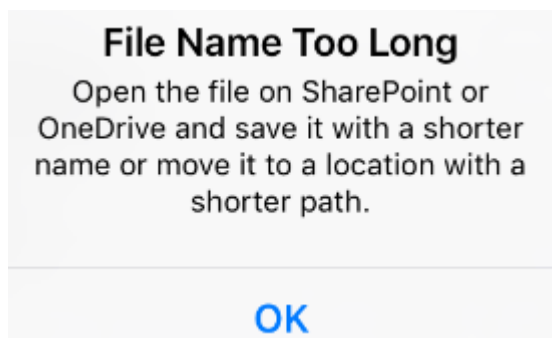 File Name Too Long
Open the file on SharePoint or
OneDrive and save it with a shorter
name or move it to a location with a
shorter path.
OK